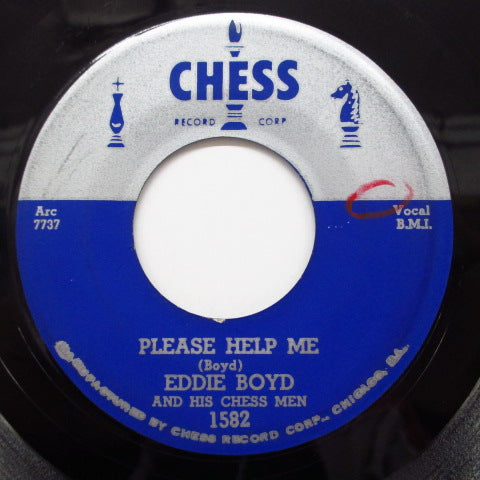 CHESS
RECORD CORP
Arc
7737
Vocal
B.M.I.
PLEASE HELP ME
(Boyd)
EDDIE BOYD
AND HIS CHESS MEN
1582
MANUFACTURED BY CHESS RECORD CORP., CHICAGO, ILL.